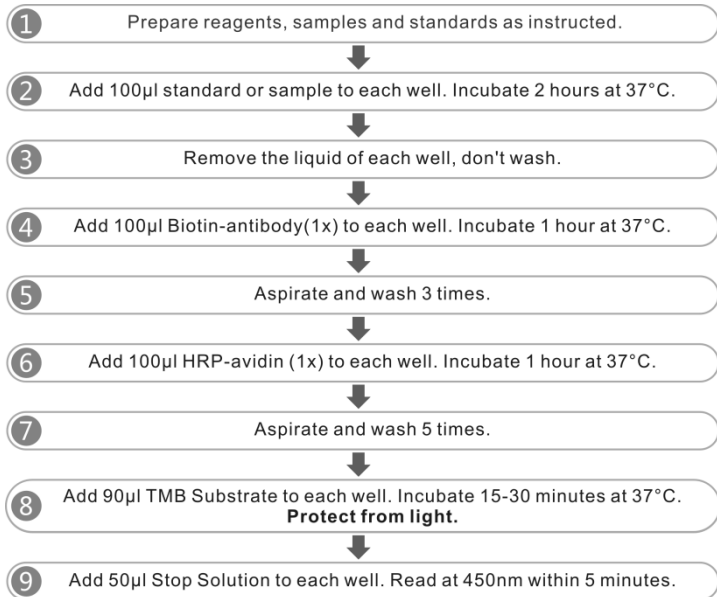 1 Prepare reagents, samples and standards as instructed.
2 Add 100μl standard or sample to each well. Incubate 2 hours at 37°C.
3 Remove the liquid of each well, don't wash.
4 Add 100μl Biotin-antibody(1x) to each well. Incubate 1 hour at 37°C.
5 Aspirate and wash 3 times.
6 Add 100μl HRP-avidin (1x) to each well. Incubate 1 hour at 37°C.
7 Aspirate and wash 5 times.
8 Add 90μl TMB Substrate to each well. Incubate 15-30 minutes at 37°C.
Protect from light.
9 Add 50μl Stop Solution to each well. Read at 450nm within 5 minutes.